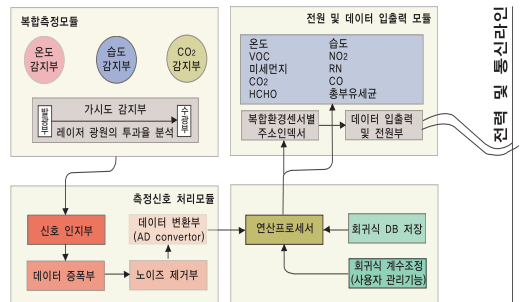 복합측정모듈
온도
감지부
습도
감지부
CO2
감지부
가시도 감지부
발광부
수광부
레이저 광원의 투과율 분석
전원 및 데이터 입출력 모듈
온도
VOC
미세먼지
CO2
HCHO
습도
NO2
RN
CO
총부유세균
복합환경센서별
주소인덱서
데이터 입출력
및 전원부
전력 및 통신라인
측정신호 처리모듈
신호 인지부
데이터 증폭부
노이즈 제거부
데이터 변환부
(AD convertor)
연산프로세서
회귀식 DB 저장
회귀식 계수조정
(사용자 관리기능)